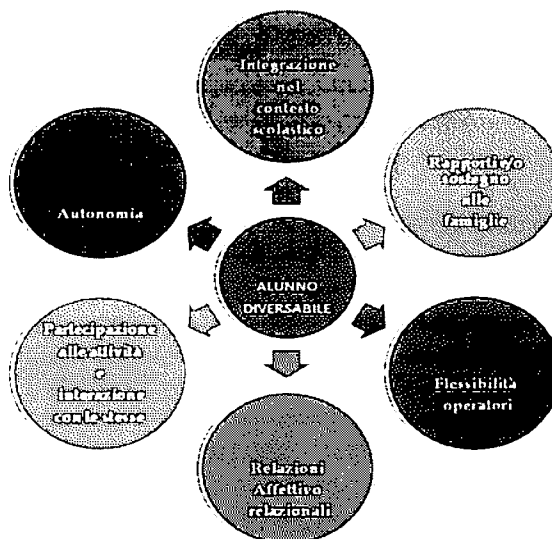 Integrazione
nel
contesto
scolastico
Rapporti e/o
sostegno
alle
famiglie
Flessibilità
operatori
Relazioni
Affettivo
relazionali
Partecipazione
alle attività
e
interazione
con le stesse
Autonomia
ALUNNO
DIVERSABILE